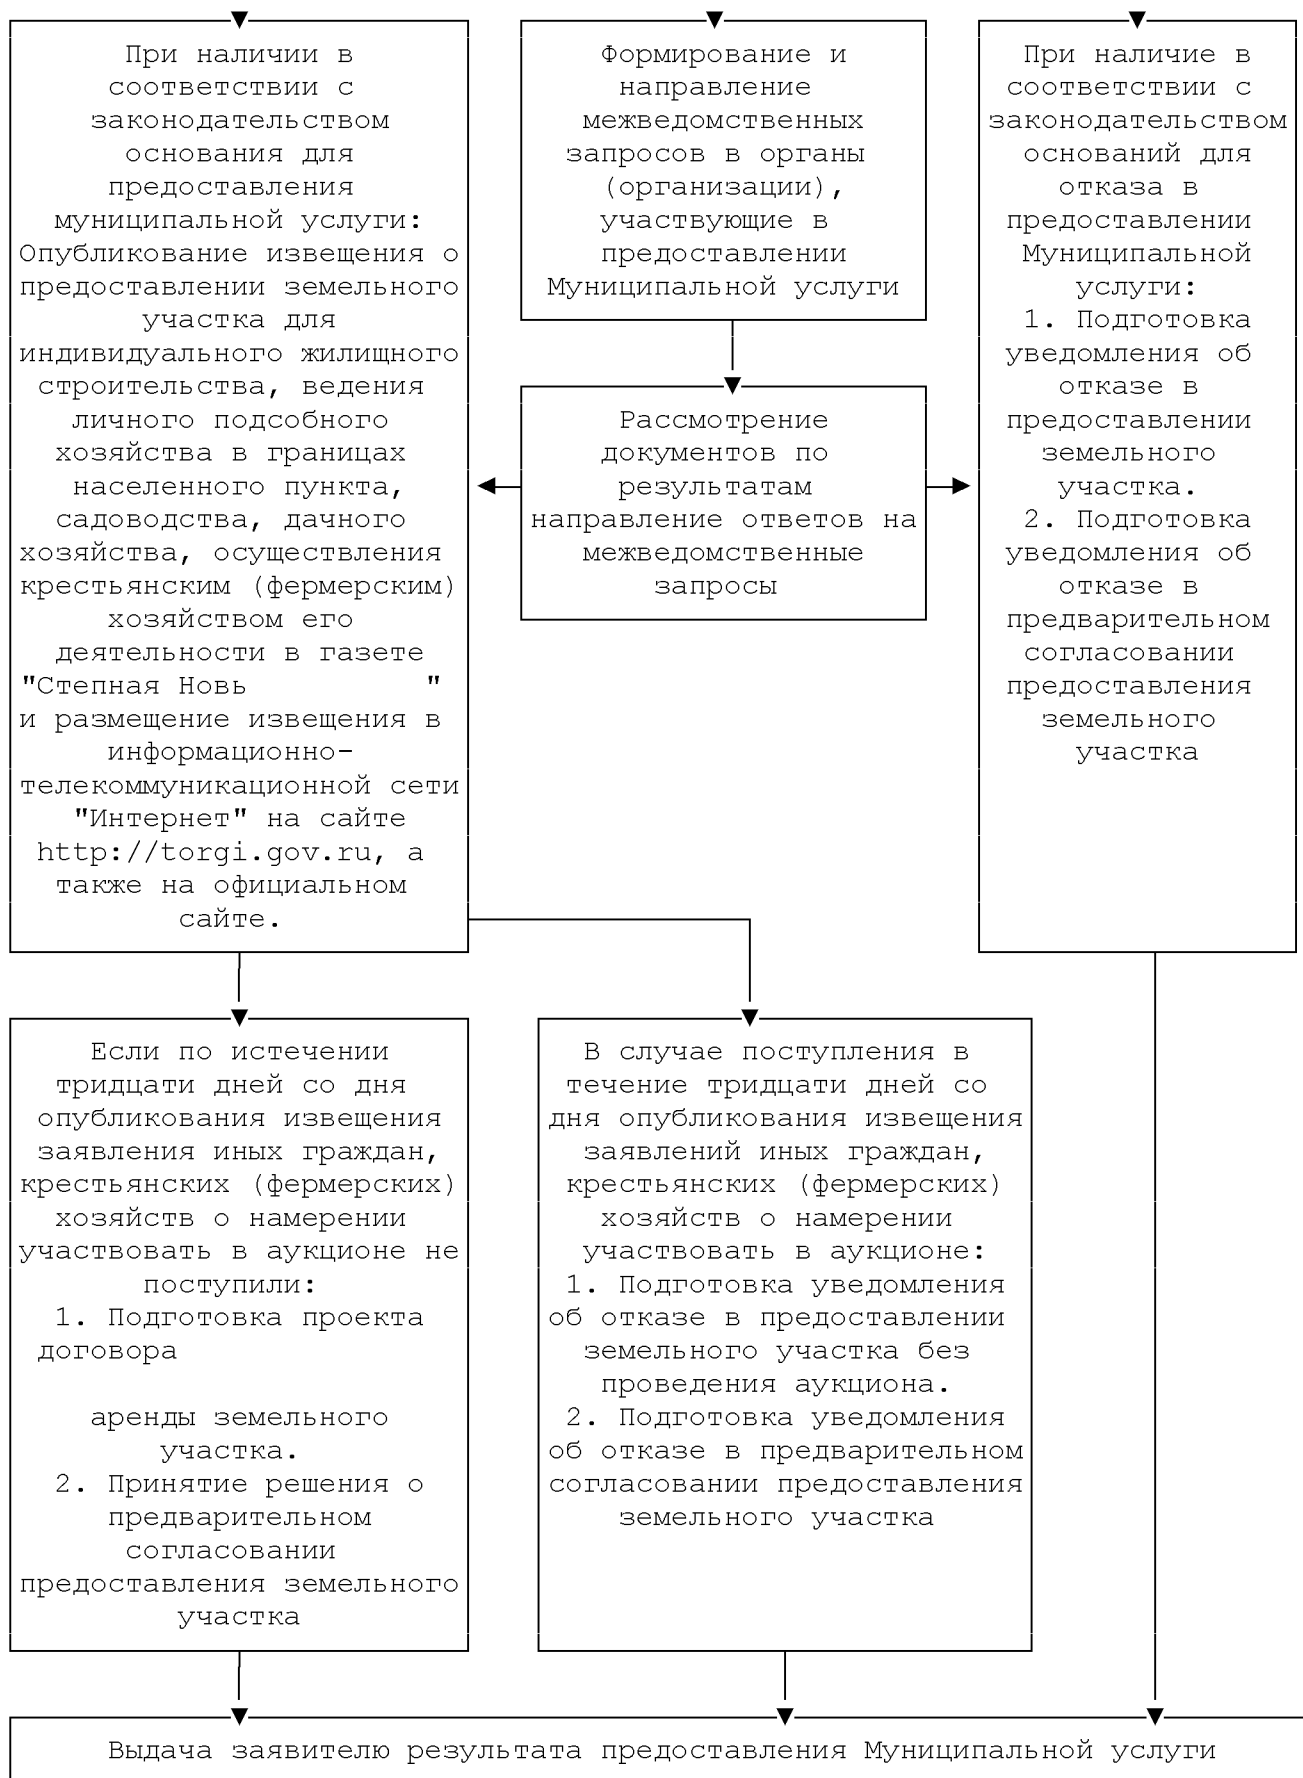 При наличии в
соответствии с
законодательством
основания для
предоставления
муниципальной услуги:
Опубликование извещения о
предоставлении земельного
участка для
индивидуального жилищного
строительства, ведения
личного подсобного
хозяйства в границах
населенного пункта,
садоводства, дачного
хозяйства, осуществления
крестьянским (фермерским)
хозяйством его
деятельности в газете
"Степная Новь "
и размещение извещения в
информационно-
телекоммуникационной сети
"Интернет" на сайте
http://torgi.gov.ru, а
также на официальном
сайте.
Формирование и
направление
межведомственных
запросов в органы
(организации),
участвующие в
предоставлении
Муниципальной услуги
Рассмотрение
документов по
результатам
направление ответов на
межведомственные
запросы
При наличие в
соответствии с
законодательством
оснований для
отказа в
предоставлении
Муниципальной
услуги:
1. Подготовка
уведомления об
отказе в
предоставлении
земельного
участка.
2. Подготовка
уведомления об
отказе в
предварительном
согласовании
предоставления
земельного
участка
Если по истечении
тридцати дней со дня
опубликования извещения
заявления иных граждан,
крестьянских (фермерских)
хозяйств о намерении
участвовать в аукционе не
поступили:
1. Подготовка проекта
договора
аренды земельного
участка.
2. Принятие решения о
предварительном
согласовании
предоставления земельного
участка
В случае поступления в
течение тридцати дней со
дня опубликования извещения
заявлений иных граждан,
крестьянских (фермерских)
хозяйств о намерении
участвовать в аукционе:
1. Подготовка уведомления
об отказе в предоставлении
земельного участка без
проведения аукциона.
2. Подготовка уведомления
об отказе в предварительном
согласовании предоставления
земельного участка
Выдача заявителю результата предоставления Муниципальной услуги